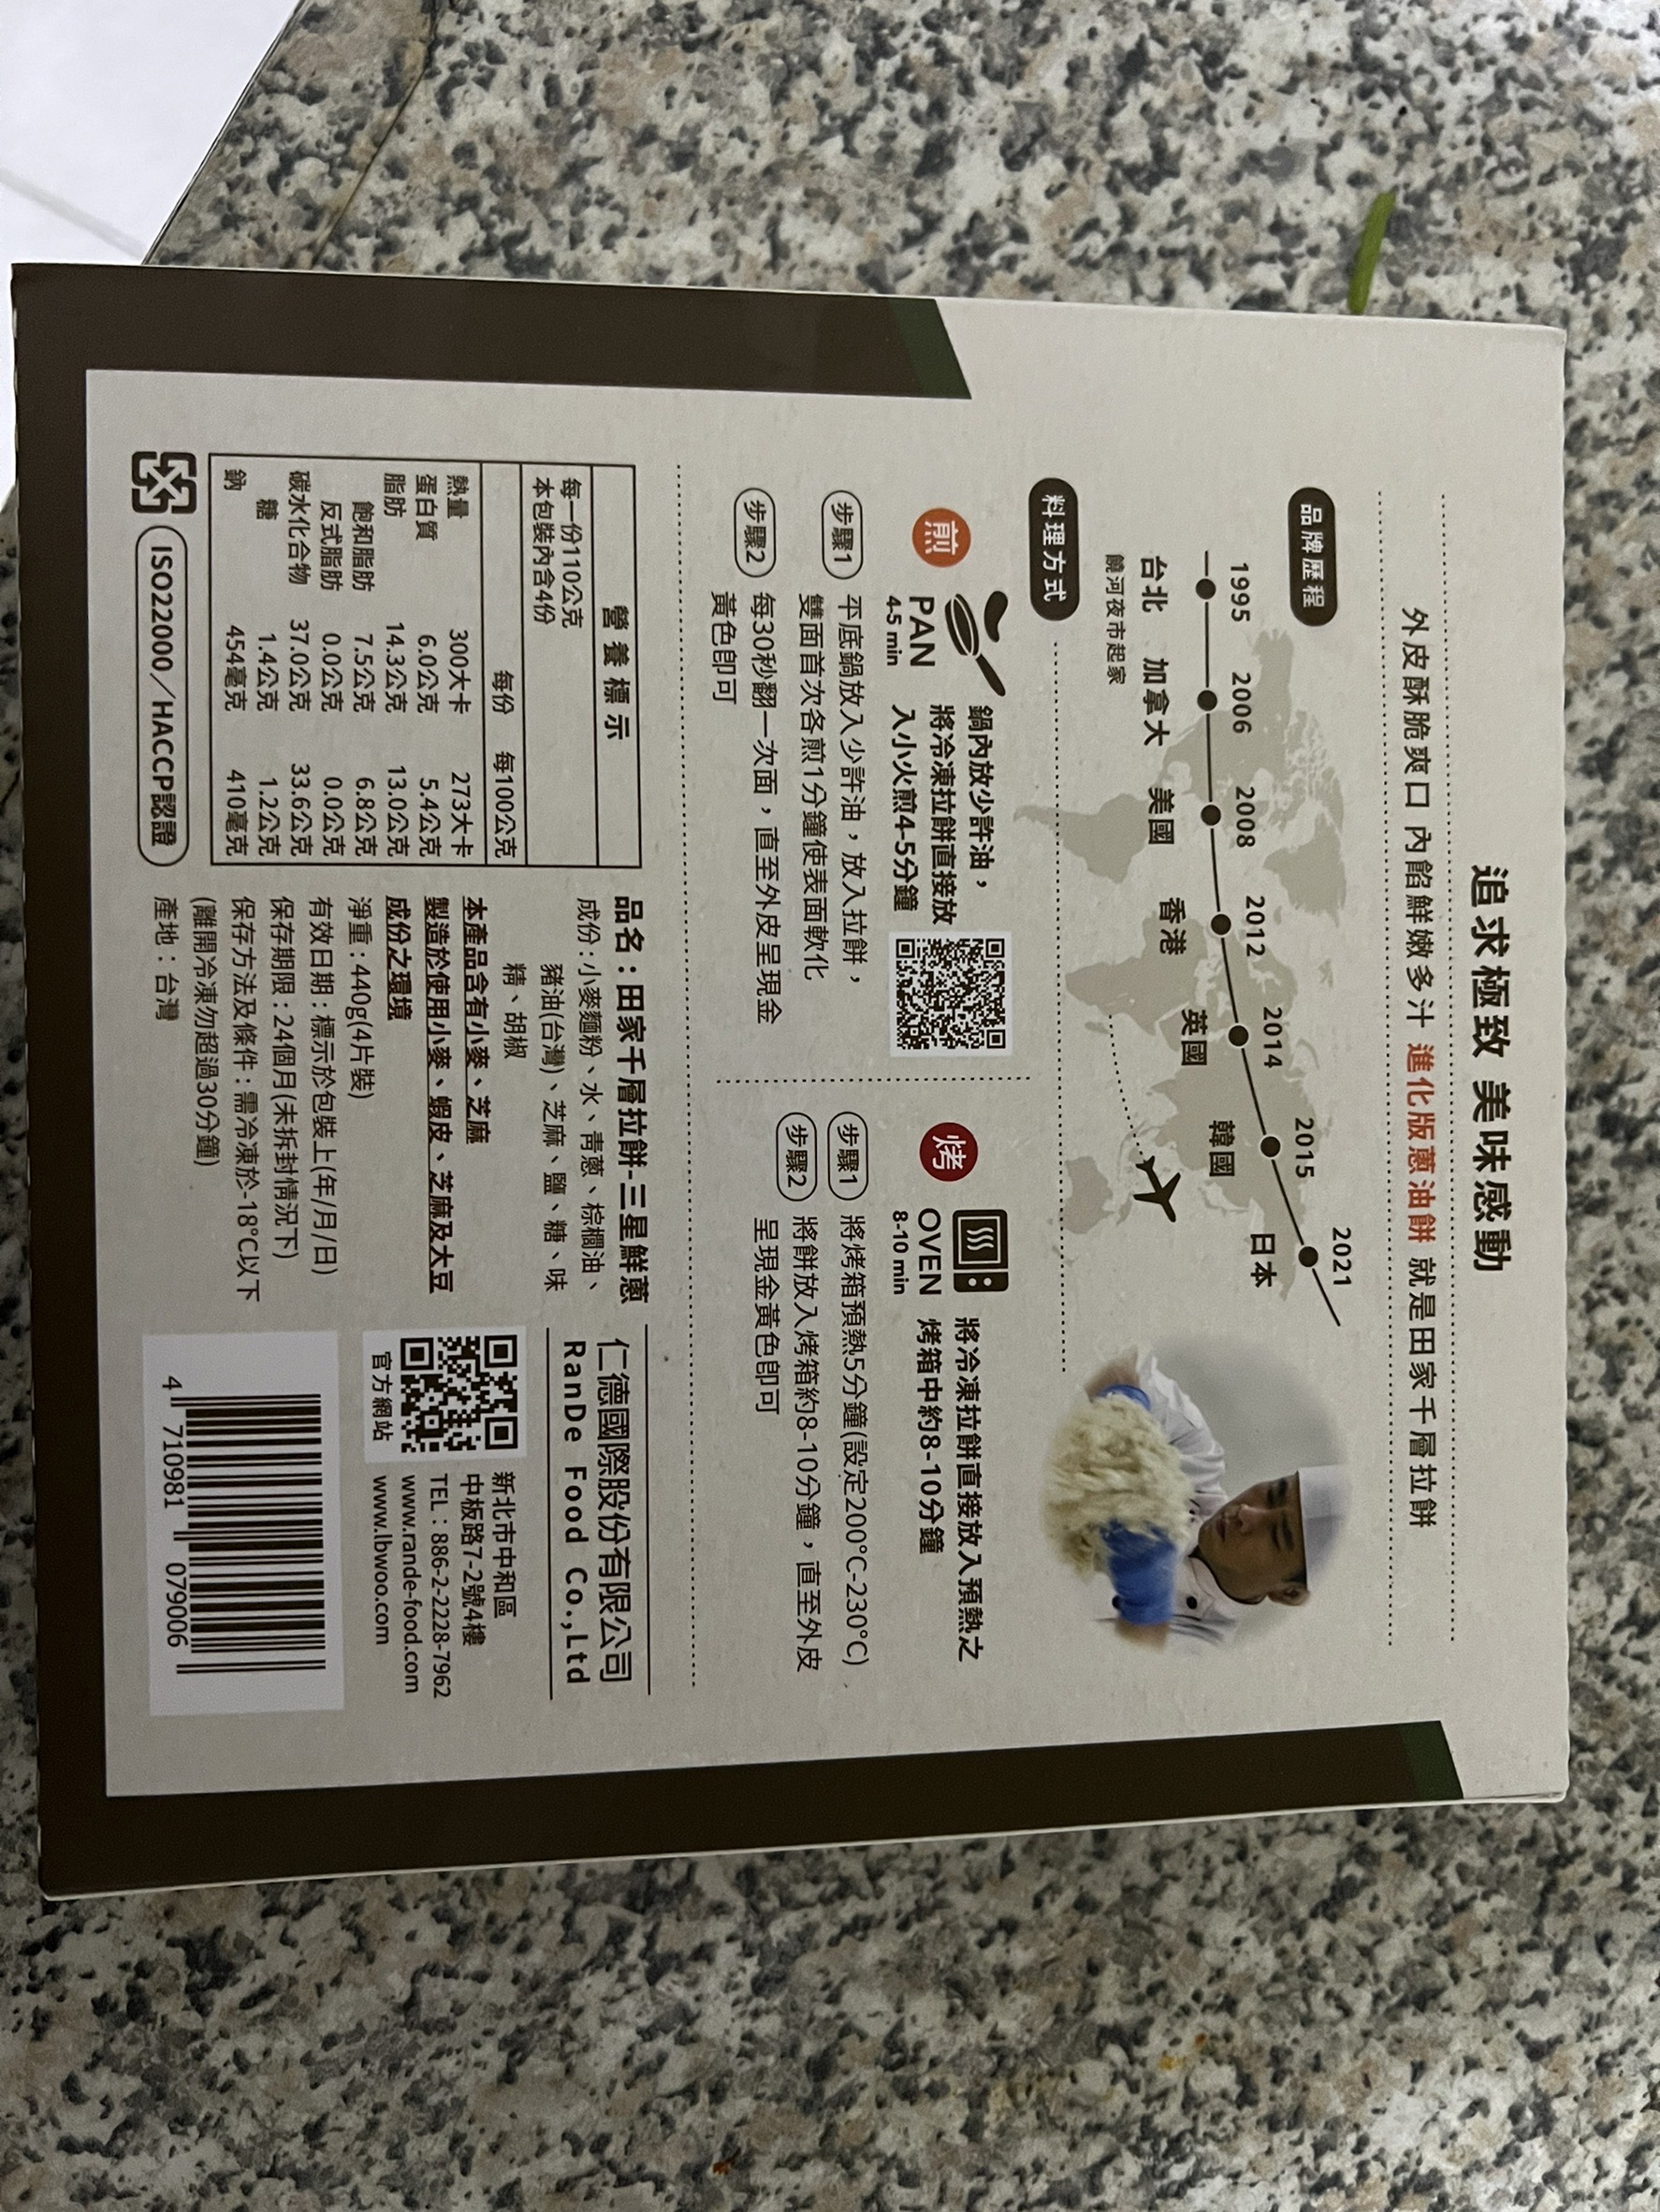 追求極致 美味感動
外皮酥脆爽口 內餡鮮嫩多汁 進化版蔥油餅 就是田家千層拉餅
品牌歷程
1995
2006
2008
2012
2014
2015
2021
台北
饒河夜市起家
加拿大
美國
香港
英國
韓國
日本
料理方式
煎
PAN
4-5 min
鍋內放少許油，
將冷凍拉餅直接放
入小火煎4-5分鐘
步驟1
平底鍋放入少許油，放入拉餅，
雙面首次各煎1分鐘使表面軟化
步驟2
每30秒翻一次面，直至外皮呈現金
黃色即可
烤
OVEN
8-10 min
將冷凍拉餅直接放入預熱之
烤箱中約8-10分鐘
步驟1
將烤箱預熱5分鐘(設定200°C-230°C)
步驟2
將餅放入烤箱約8-10分鐘，直至外皮
呈現金黃色即可
營養標示
每一份110公克
本包裝內含4份
每份 每100公克
熱量 300大卡 273大卡
蛋白質 6.0公克 5.4公克
脂肪 14.3公克 13.0公克
飽和脂肪 7.5公克 6.8公克
反式脂肪 0.0公克 0.0公克
碳水化合物 37.0公克 33.6公克
糖 1.4公克 1.2公克
鈉 454毫克 410毫克
ISO22000／HACCP認證
品名：田家千層拉餅-三星鮮蔥
成份：小麥麵粉、水、青蔥、棕櫚油、
豬油(台灣)、芝麻、鹽、糖、味
精、胡椒
本產品含有小麥、芝麻
製造於使用小麥、蝦皮、芝麻及大豆
成份之環境
淨重：440g(4片裝)
有效日期：標示於包裝上(年/月/日)
保存期限：24個月(未拆封情況下)
保存方法及條件：需冷凍於-18°C以下
(離開冷凍勿超過30分鐘)
產地：台灣
仁德國際股份有限公司
RanDe Food Co.,Ltd
官方網站
新北市中和區
中板路7-2號4樓
TEL：886-2-2228-7962
www.rande-food.com
www.lbwoo.com
4 710981 079006